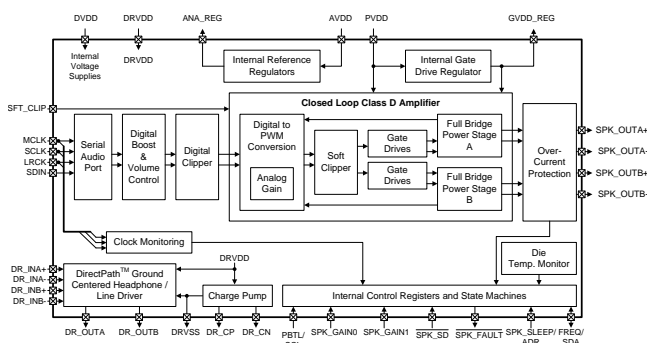 DVDD DRVDD ANA_REG AVDD PVDD GVDD_REG
Internal
Voltage
Supplies
DRVDD
Internal Reference
Regulators
Internal Gate
Drive Regulator
SFT_CLIP
Closed Loop Class D Amplifier
MCLK
SCLK
LRCK
SDIN
Serial
Audio
Port
Digital
Boost
&
Volume
Control
Digital
Clipper
Digital to
PWM
Conversion
Analog
Gain
Soft
Clipper
Gate
Drives
Gate
Drives
Full Bridge
Power Stage
A
Full Bridge
Power Stage
B
Over-
Current
Protection
SPK_OUTA+
SPK_OUTA-
SPK_OUTB+
SPK_OUTB-
Clock Monitoring
Die
Temp. Monitor
DR_INA+
DR_INA-
DR_INB+
DR_INB-
DirectPath™ Ground
Centered Headphone /
Line Driver
DRVDD
Charge Pump
Internal Control Registers and State Machines
DR_OUTA DR_OUTB DRVSS DR_CP DR_CN PBTL/ SPK_GAIN0 SPK_GAIN1 SPK_SD SPK_FAULT SPK_SLEEP/ FREQ/
ADR SDA